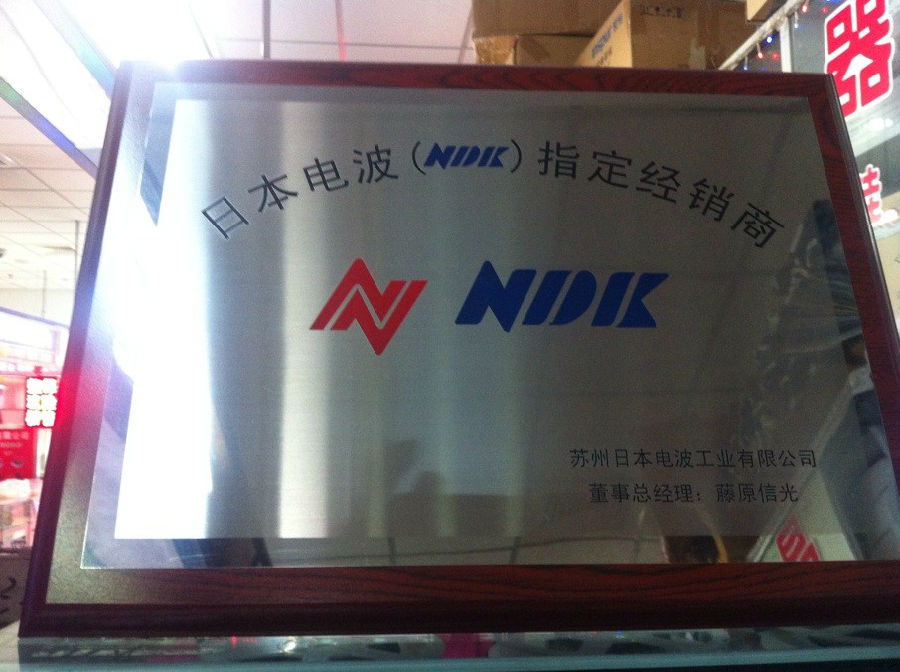 日本电波(NDK)指定经销商
NDK
苏州日本电波工业有限公司
董事总经理：藤原信光
器